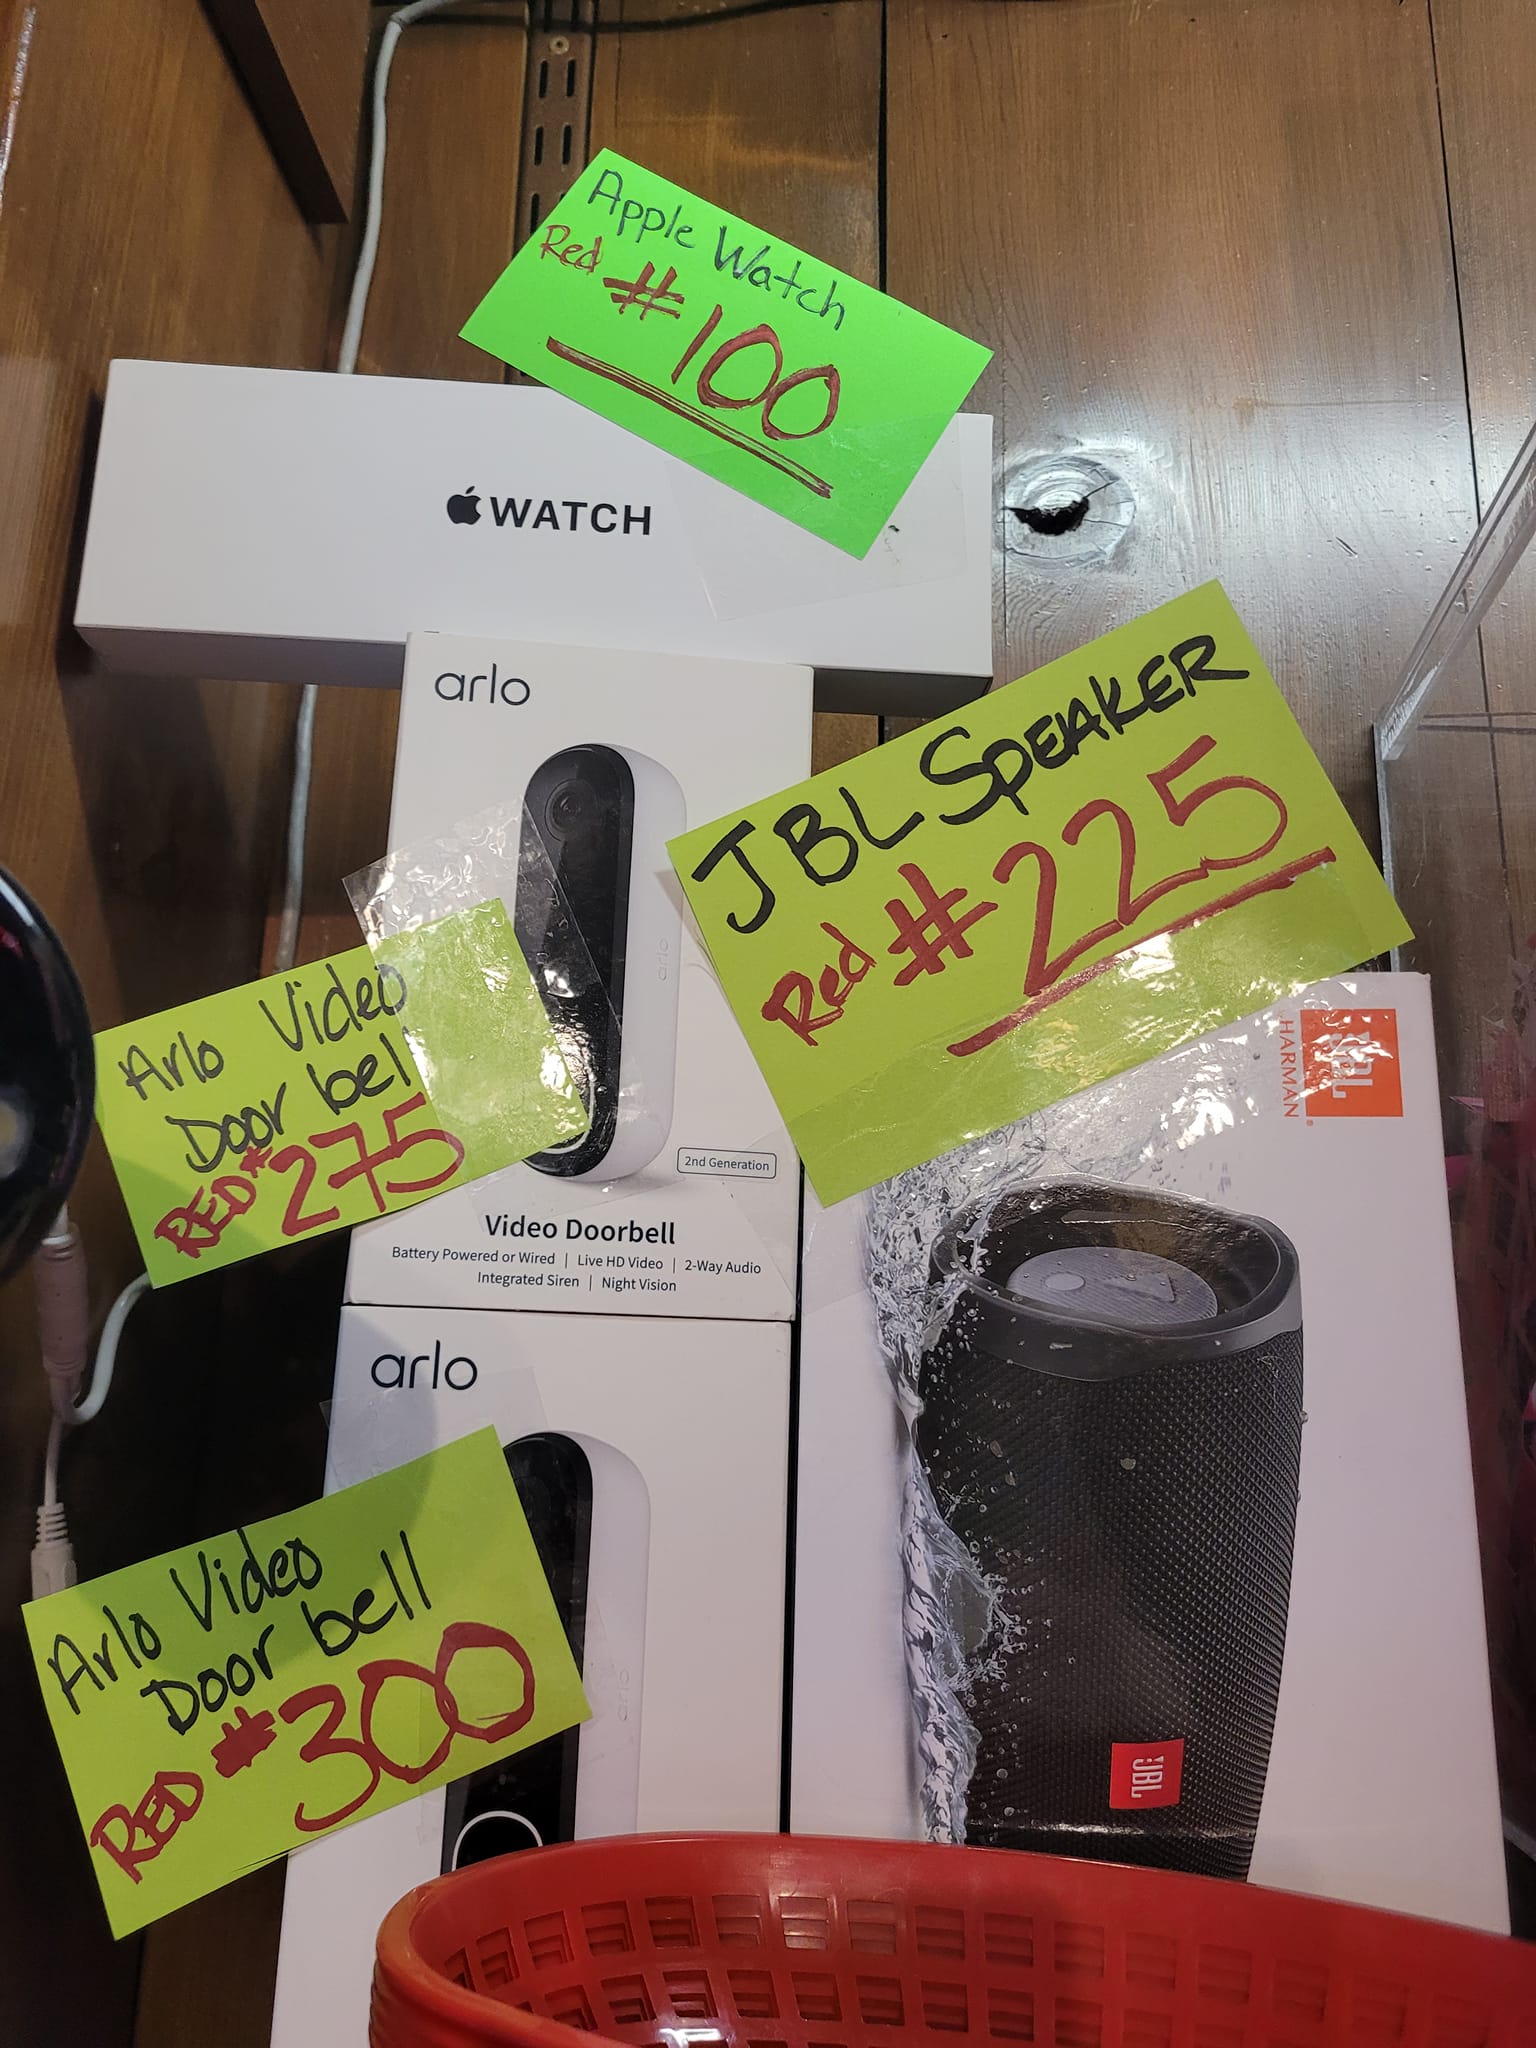 Apple Watch
Red #100
WATCH
arlo
JBL SPEAKER
Red #225
arlo
Arlo Video
Door bell
RED #275
2nd Generation
Video Doorbell
Battery Powered or Wired | Live HD Video | 2-Way Audio
Integrated Siren | Night Vision
JBL
HARMAN
arlo
Arlo Video
Door bell
RED #300
arlo
JBL